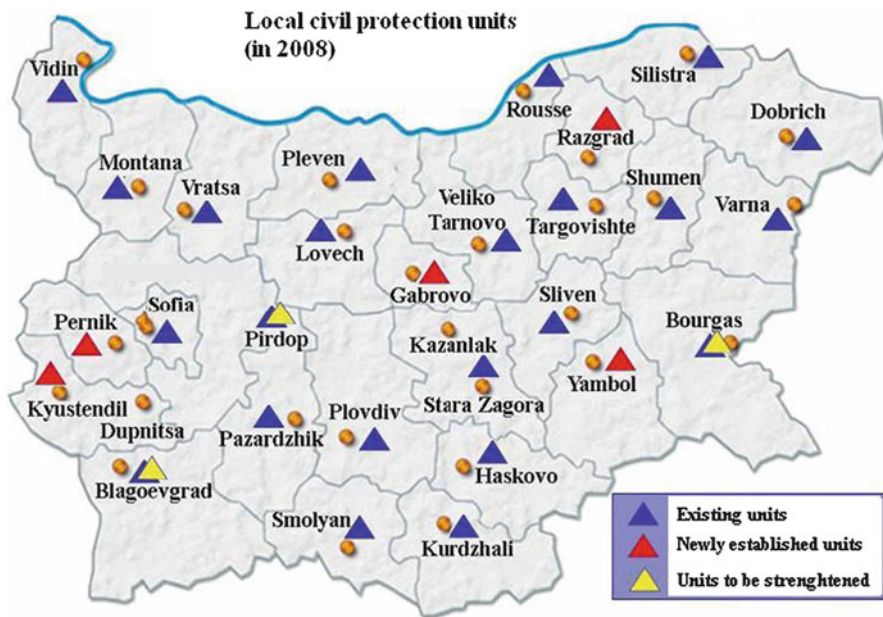 Local civil protection units
(in 2008)
Vidin
Silistra
Rousse
Dobrich
Razgrad
Montana
Pleven
Vratsa
Veliko
Tarnovo
Shumen
Targovishte
Varna
Lovech
Gabrovo
Sofia
Pernik
Pirdop
Sliven
Bourgas
Kazanlak
Yambol
Kyustendil
Dupnitsa
Stara Zagora
Pazardzhik
Plovdiv
Haskovo
Blagoevgrad
Smolyan
Kurdzhali
Existing units
Newly established units
Units to be strenghtened